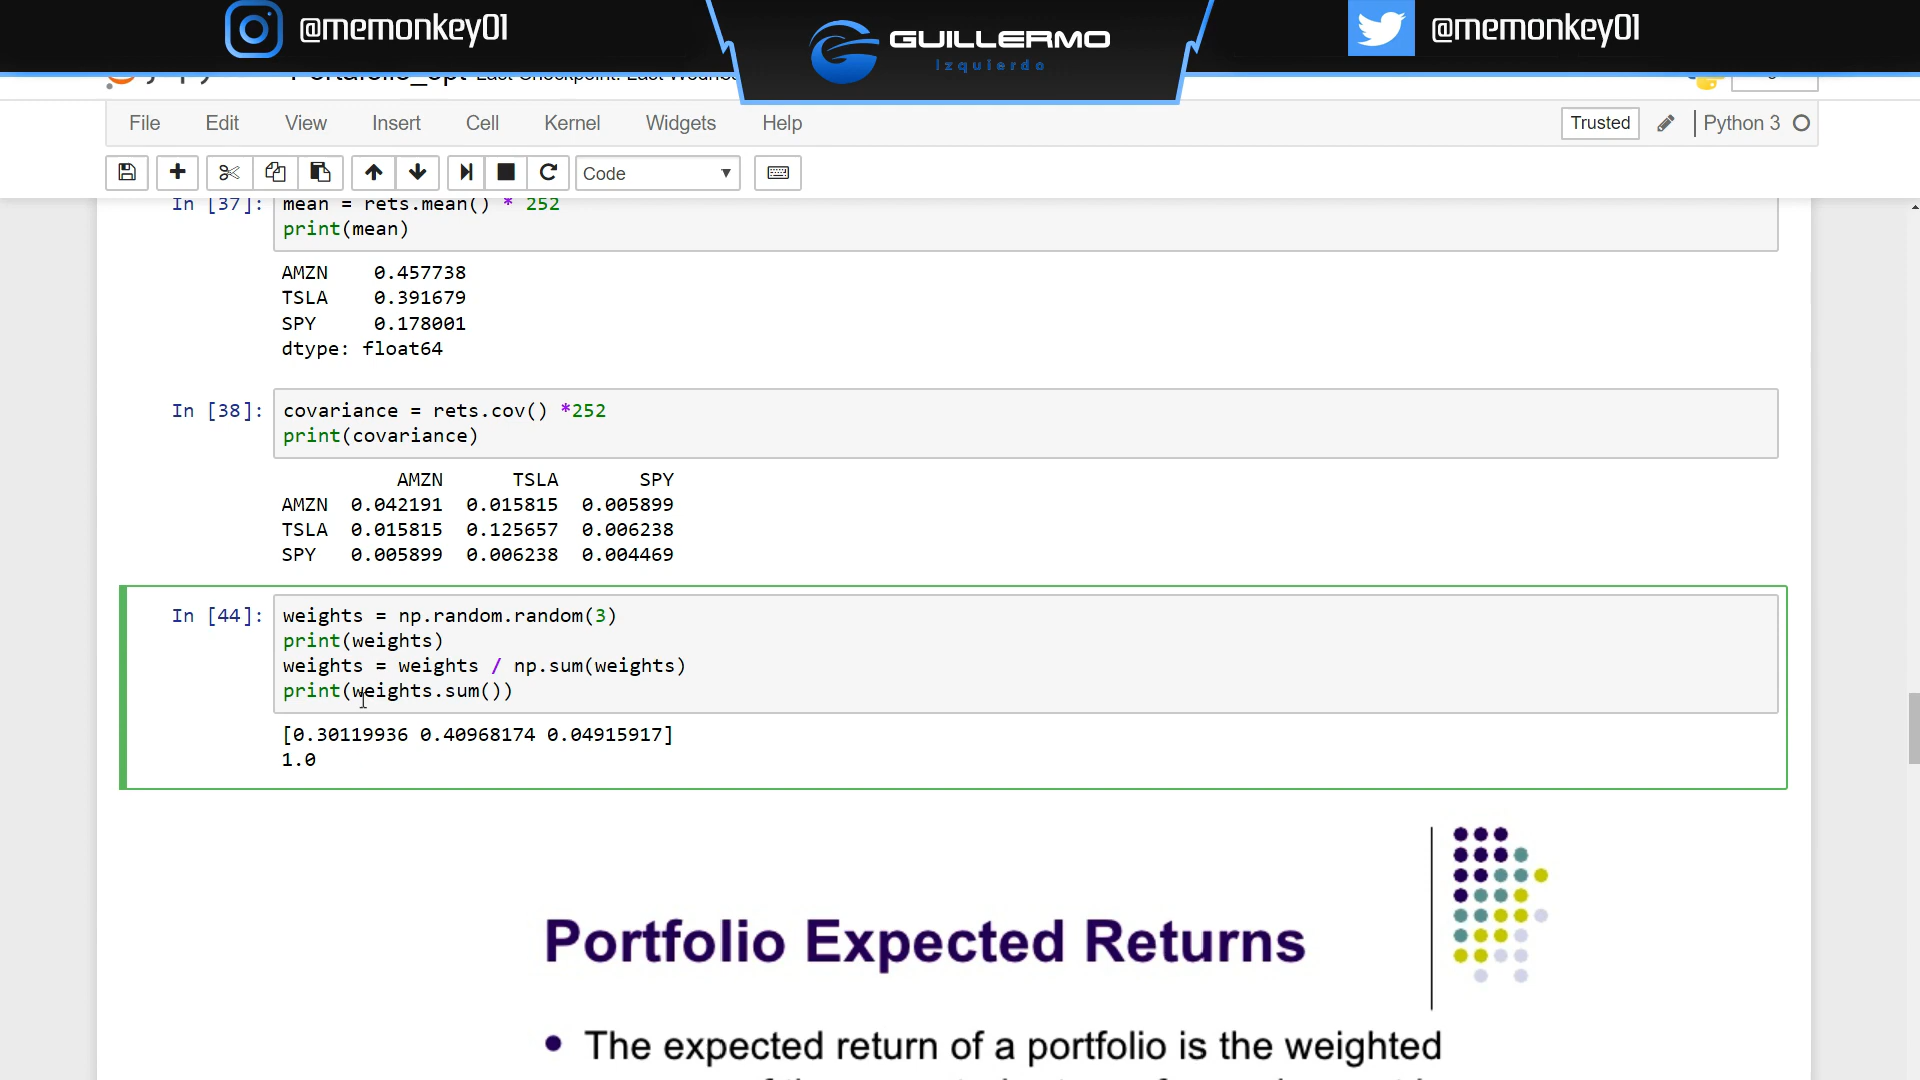 @memonkey01
GUILLERMO
Izquierdo
@memonkey01
File Edit View Insert Cell Kernel Widgets Help
Trusted
Python 3
Code
In [37]: mean = rets.mean() * 252
print(mean)
AMZN 0.457738
TSLA 0.391679
SPY 0.178001
dtype: float64
In [38]: covariance = rets.cov() *252
print(covariance)
AMZN TSLA SPY
AMZN 0.042191 0.015815 0.005899
TSLA 0.015815 0.125657 0.006238
SPY 0.005899 0.006238 0.004469
In [44]: weights = np.random.random(3)
print(weights)
weights = weights / np.sum(weights)
print(weights.sum())
[0.30119936 0.40968174 0.04915917]
1.0
Portfolio Expected Returns
• The expected return of a portfolio is the weighted